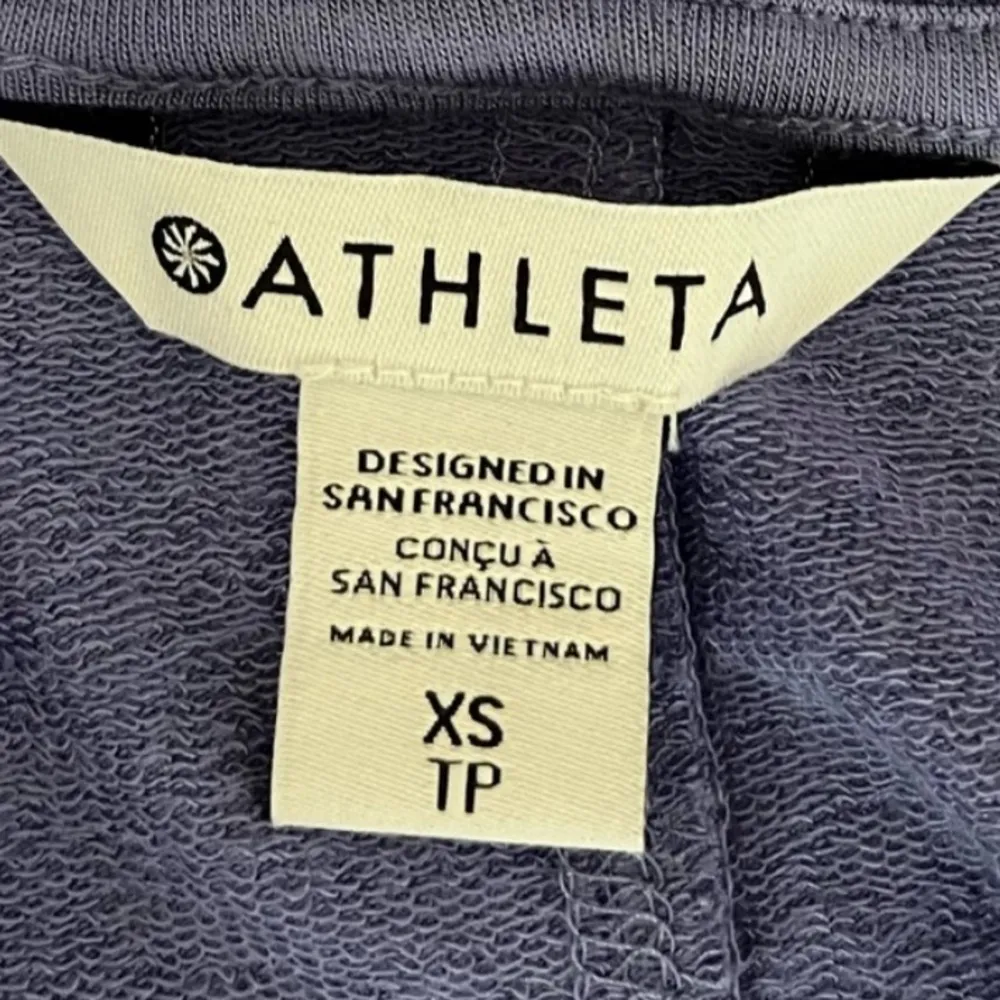 ATHLETA
DESIGNED IN
SAN FRANCISCO
CONÇU À
SAN FRANCISCO
MADE IN VIETNAM
XS
TP